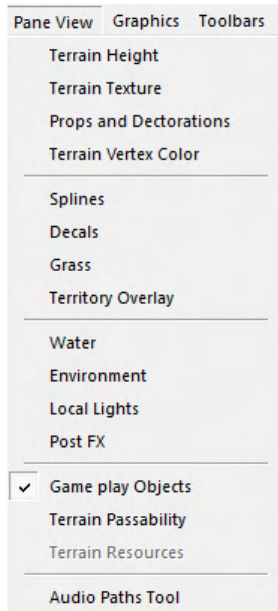 Pane View Graphics Toolbars
Terrain Height
Terrain Texture
Props and Dectorations
Terrain Vertex Color
Splines
Decals
Grass
Territory Overlay
Water
Environment
Local Lights
Post FX
Game play Objects
Terrain Passability
Terrain Resources
Audio Paths Tool